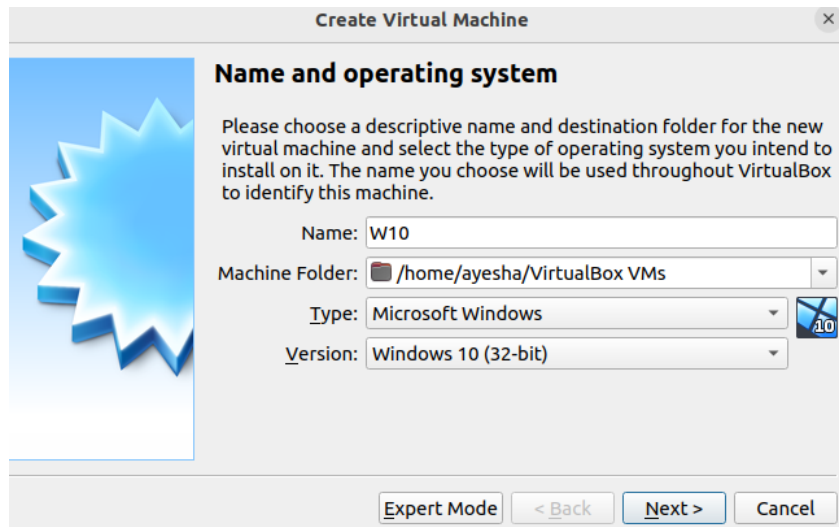 Create Virtual Machine
Name and operating system
Please choose a descriptive name and destination folder for the new
virtual machine and select the type of operating system you intend to
install on it. The name you choose will be used throughout VirtualBox
to identify this machine.
Name: W10
Machine Folder: /home/ayesha/VirtualBox VMs
Type: Microsoft Windows
10
Version: Windows 10 (32-bit)
Expert Mode < Back Next > Cancel